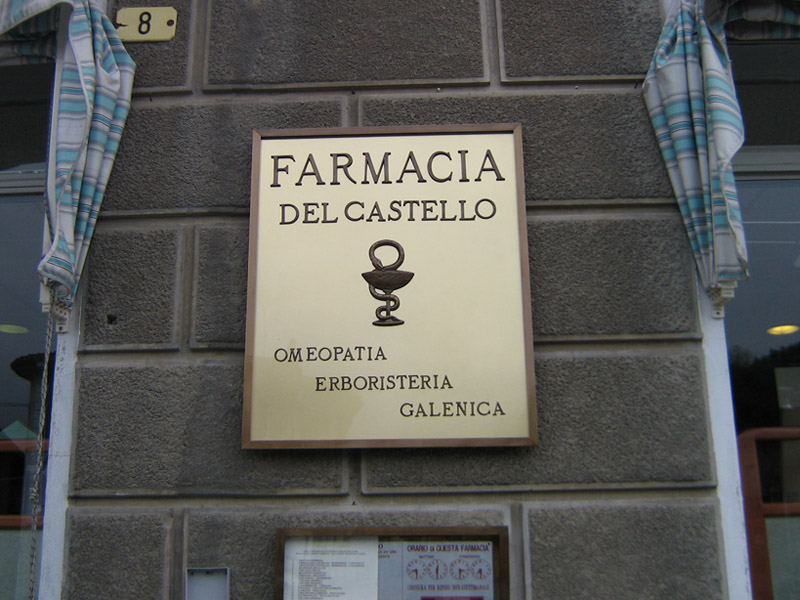 8
FARMACIA
DEL CASTELLO
OMEOPATIA
ERBORISTERIA
GALENICA
ORARIO DI QUESTA FARMACIA